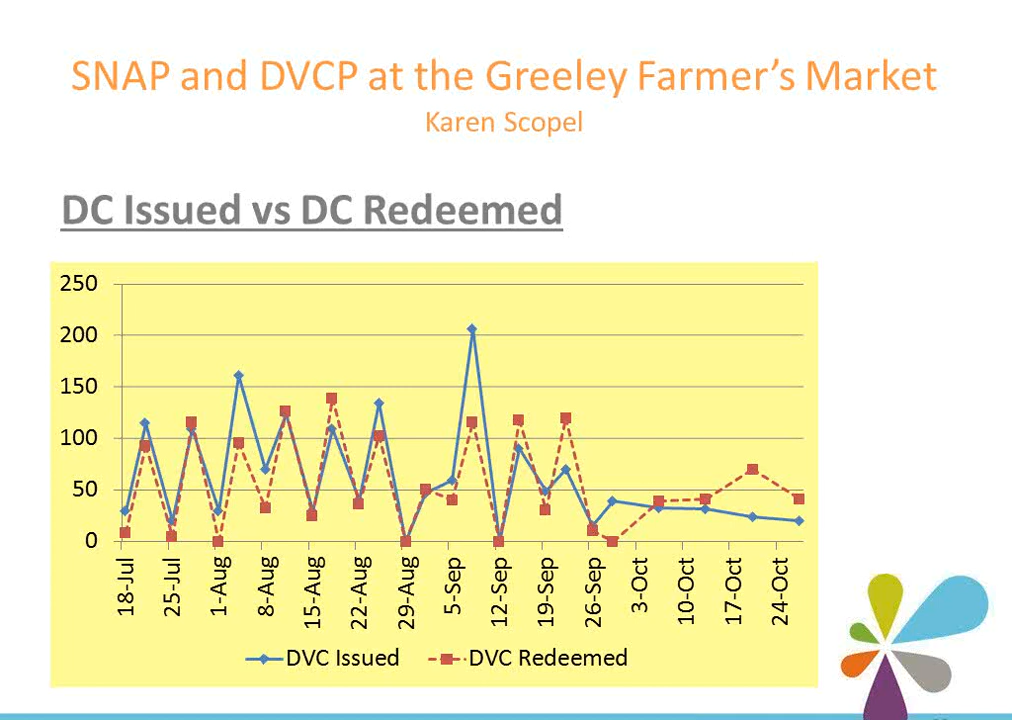 SNAP and DVCP at the Greeley Farmer’s Market
Karen Scopel
DC Issued vs DC Redeemed
250
200
150
100
50
0
18-Jul
25-Jul
1-Aug
8-Aug
15-Aug
22-Aug
29-Aug
5-Sep
12-Sep
19-Sep
26-Sep
3-Oct
10-Oct
17-Oct
24-Oct
DVC Issued
DVC Redeemed